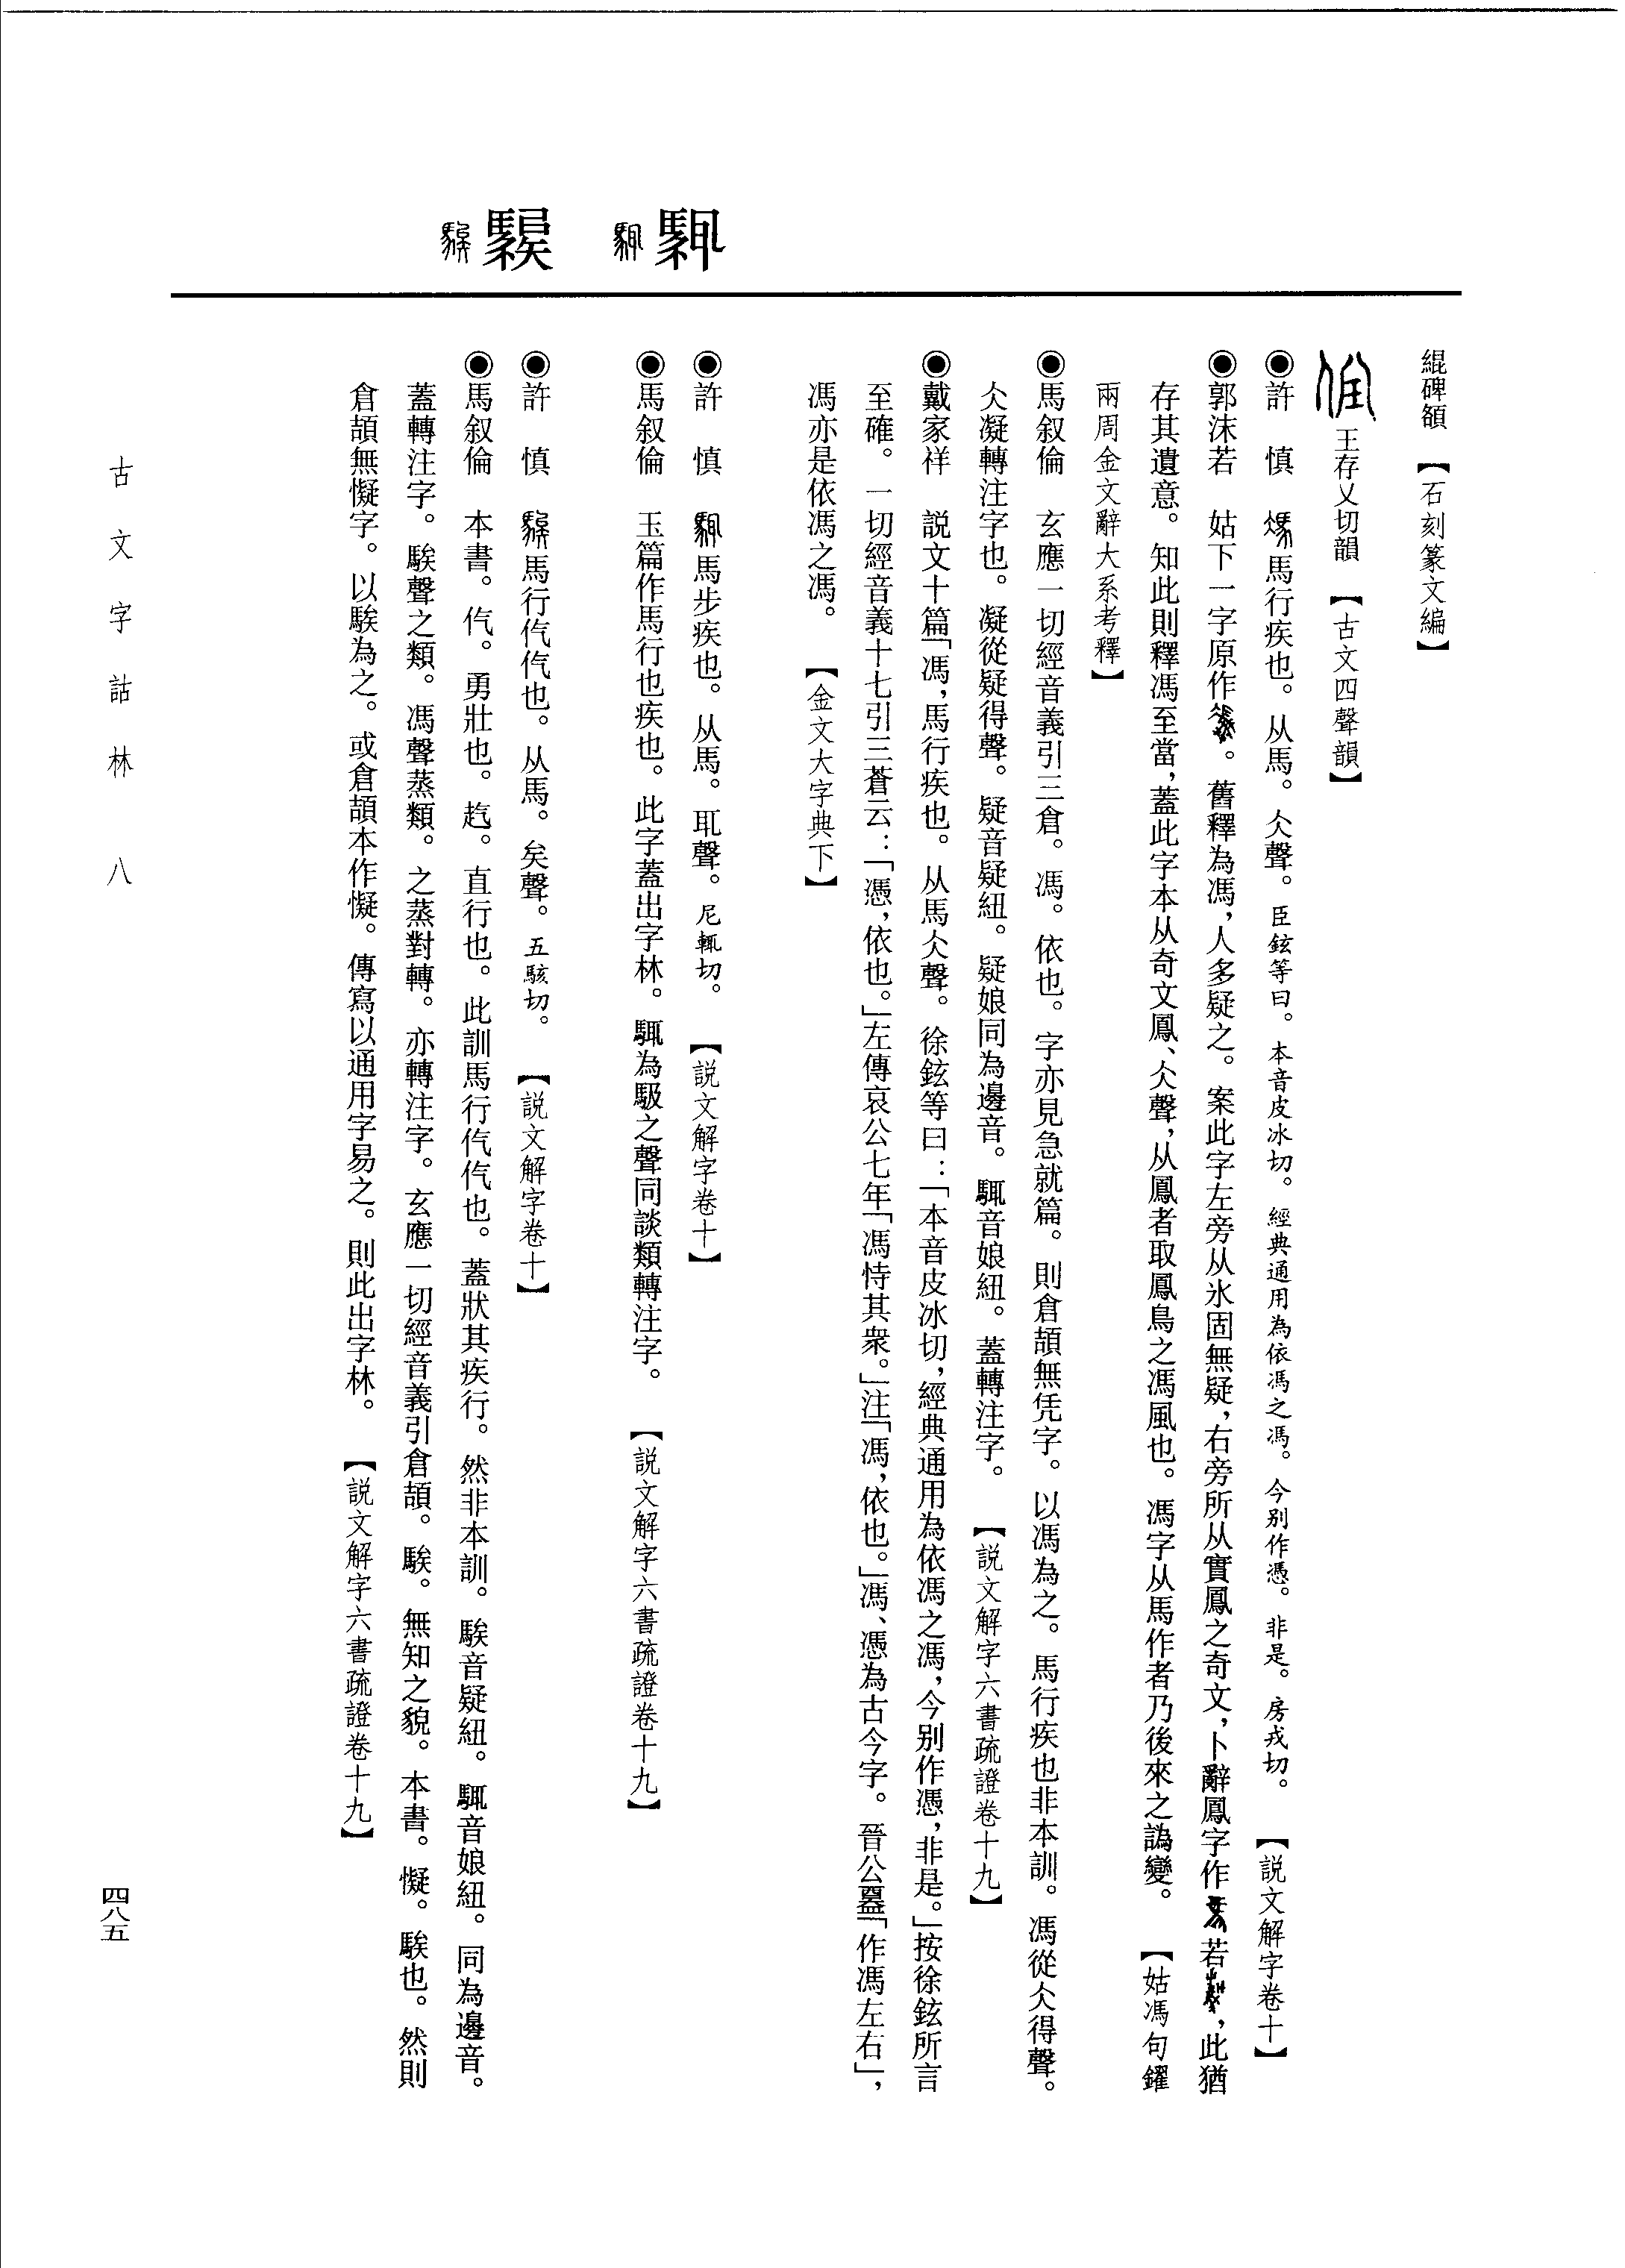 綥碑額　【石刻篆文編】
王存乂切韻　【古文四聲韻】
◉許　慎　馬行疾也。从馬。仌聲。臣鉉等曰。本音皮冰切。經典通用為依馮之馮。今别作憑。非是。房戎切。　【説文解字卷十】
◉郭沫若　姑下一字原作。舊釋為馮，人多疑之。案此字左旁从氷固無疑，右旁所从實鳳之奇文，卜辭鳳字作若，此猶
存其遺意。知此則釋馮至當，蓋此字本从奇文鳳、仌聲，从鳳者取鳳鳥之馮風也。馮字从馬作者乃後來之譌變。　【姑馮句鑃
兩周金文辭大系考釋】
◉馬叙倫　玄應一切經音義引三倉。馮。依也。字亦見急就篇。則倉頡無凭字。以馮為之。馬行疾也非本訓。馮從仌得聲。
仌凝轉注字也。凝從疑得聲。疑音疑紐。疑娘同為邊音。䮕音娘紐。蓋轉注字。　【説文解字六書疏證卷十九】
◉戴家祥　説文十篇「馮，馬行疾也。从馬仌聲。徐鉉等曰：「本音皮冰切，經典通用為依馮之馮，今别作憑，非是。」按徐鉉所言
至確。一切經音義十七引三蒼云：「憑，依也。」左傳哀公七年「馮恃其衆。」注「馮，依也。」馮、憑為古今字。晉公𥂴「作馮左右」，
馮亦是依馮之馮。　【金文大字典下】
䮕
◉許　慎　馬步疾也。从馬。耴聲。尼輒切。　【説文解字卷十】
◉馬叙倫　玉篇作馬行也疾也。此字蓋出字林。䮕為馺之聲同談類轉注字。　【説文解字六書疏證卷十九】
騃
◉許　慎　馬行仡仡也。从馬。矣聲。五駭切。　【説文解字卷十】
◉馬叙倫　本書。仡。勇壯也。趌。直行也。此訓馬行仡仡也。蓋狀其疾行。然非本訓。騃音疑紐。䮕音娘紐。同為邊音。
蓋轉注字。騃聲之類。馮聲蒸類。之蒸對轉。亦轉注字。玄應一切經音義引倉頡。騃。無知之貌。本書。懝。騃也。然則
倉頡無懝字。以騃為之。或倉頡本作懝。傳寫以通用字易之。則此出字林。　【説文解字六書疏證卷十九】
古文字詁林　八
四八五